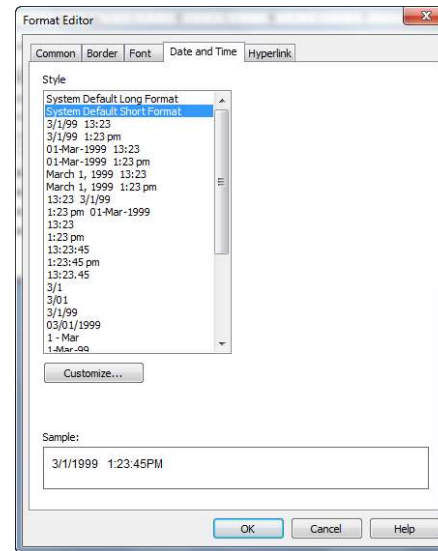 Format Editor
Common Border Font Date and Time Hyperlink
Style
System Default Long Format
System Default Short Format
3/1/99 13:23
3/1/99 1:23 pm
01-Mar-1999 13:23
01-Mar-1999 1:23 pm
March 1, 1999 13:23
March 1, 1999 1:23 pm
13:23 3/1/99
1:23 pm 01-Mar-1999
13:23
1:23 pm
13:23:45
1:23:45 pm
13:23.45
3/1
3/01
3/1/99
03/01/1999
1 - Mar
1-Mar-99
Customize...
Sample:
3/1/1999 1:23:45PM
OK Cancel Help